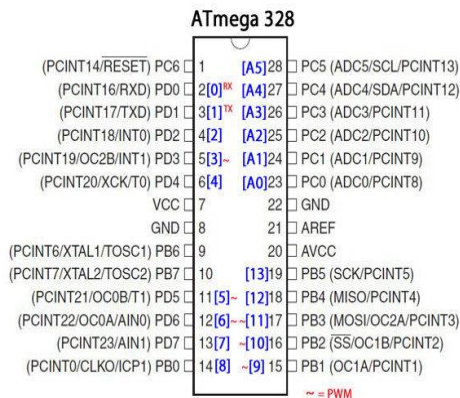 ATmega 328
(PCINT14/RESET) PC6 1 [A5] 28 PC5 (ADC5/SCL/PCINT13)
(PCINT16/RXD) PD0 2 [0] RX [A4] 27 PC4 (ADC4/SDA/PCINT12)
(PCINT17/TXD) PD1 3 [1] TX [A3] 26 PC3 (ADC3/PCINT11)
(PCINT18/INT0) PD2 4 [2] [A2] 25 PC2 (ADC2/PCINT10)
(PCINT19/OC2B/INT1) PD3 5 [3] ~ [A1] 24 PC1 (ADC1/PCINT9)
(PCINT20/XCK/T0) PD4 6 [4] [A0] 23 PC0 (ADC0/PCINT8)
VCC 7 22 GND
GND 8 21 AREF
(PCINT6/XTAL1/TOSC1) PB6 9 20 AVCC
(PCINT7/XTAL2/TOSC2) PB7 10 [13] 19 PB5 (SCK/PCINT5)
(PCINT21/OC0B/T1) PD5 11 [5] ~ [12] 18 PB4 (MISO/PCINT4)
(PCINT22/OC0A/AIN0) PD6 12 [6] ~ ~ [11] 17 PB3 (MOSI/OC2A/PCINT3)
(PCINT23/AIN1) PD7 13 [7] ~ [10] 16 PB2 (SS/OC1B/PCINT2)
(PCINT0/CLKO/ICP1) PB0 14 [8] ~ [9] 15 PB1 (OC1A/PCINT1)
~ = PWM